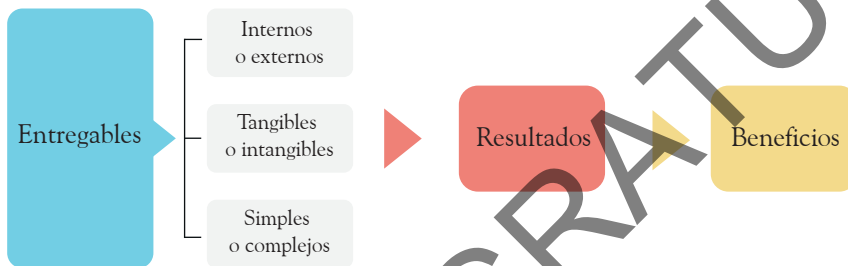 Entregables
Internos
o externos
Tangibles
o intangibles
Simples
o complejos
Resultados
Beneficios